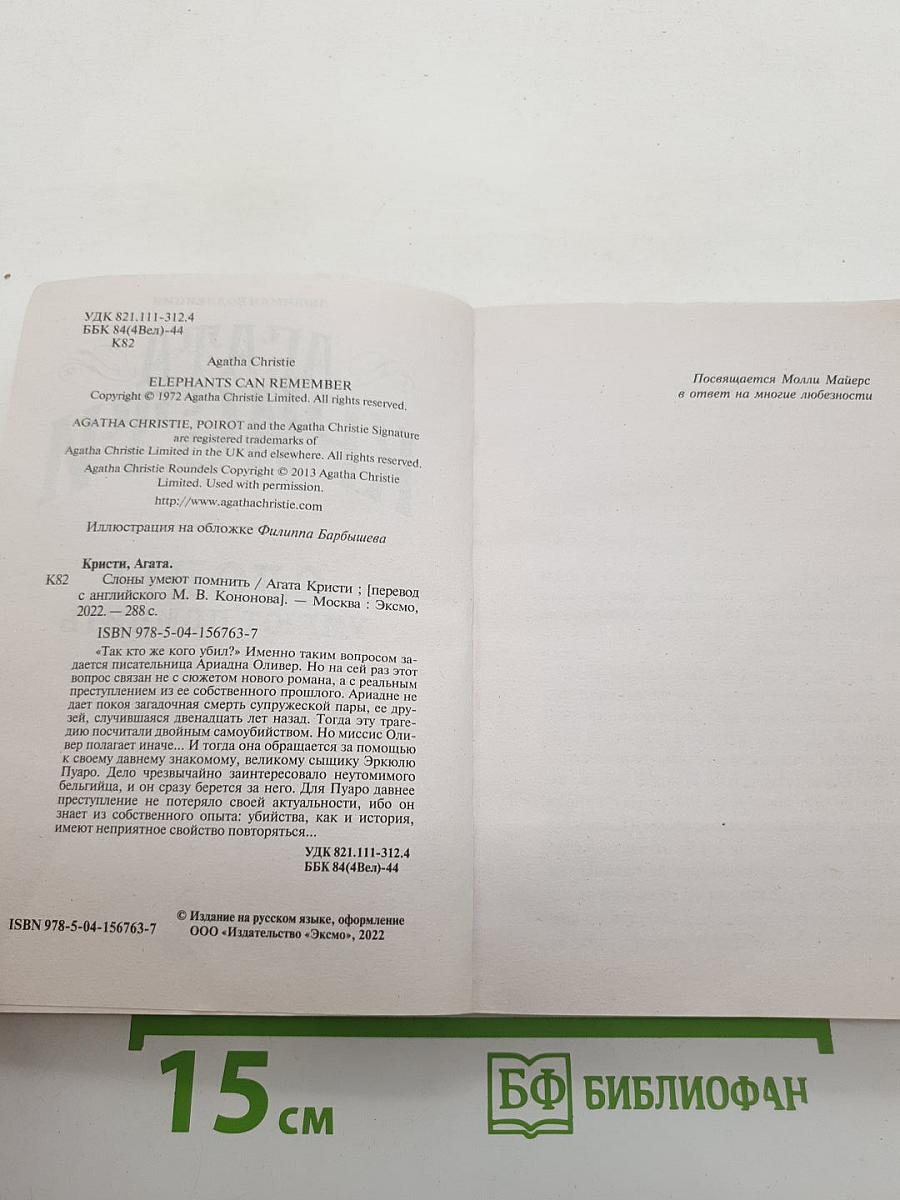 УДК 821.111-312.4
ББК 84(4Вел)-44
К82
Agatha Christie
ELEPHANTS CAN REMEMBER
Copyright © 1972 Agatha Christie Limited. All rights reserved.
AGATHA CHRISTIE, POIROT and the Agatha Christie Signature
are registered trademarks of
Agatha Christie Limited in the UK and elsewhere. All rights reserved.
Agatha Christie Roundels Copyright © 2013 Agatha Christie
Limited. Used with permission.
http://www.agathachristie.com
Иллюстрация на обложке Филиппа Барбышева
Кристи, Агата.
К82 Слоны умеют помнить / Агата Кристи ; [перевод
с английского М. В. Кононова]. — Москва : Эксмо,
2022. — 288 с.
ISBN 978-5-04-156763-7
«Так кто же кого убил?» Именно таким вопросом за-
дается писательница Ариадна Оливер. Но на сей раз этот
вопрос связан не с сюжетом нового романа, а с реальным
преступлением из ее собственного прошлого. Ариадне не
дает покоя загадочная смерть супружеской пары, ее дру-
зей, случившаяся двенадцать лет назад. Тогда эту траге-
дию посчитали двойным самоубийством. Но миссис Оли-
вер полагает иначе... И тогда она обращается за помощью
к своему давнему знакомому, великому сыщику Эркюлю
Пуаро. Дело чрезвычайно заинтересовало неутомимого
бельгийца, и он сразу берется за него. Для Пуаро давнее
преступление не потеряло своей актуальности, ибо он
знает из собственного опыта: убийства, как и история,
имеют неприятное свойство повторяться...
УДК 821.111-312.4
ББК 84(4Вел)-44
ISBN 978-5-04-156763-7
© Издание на русском языке, оформление
ООО «Издательство «Эксмо», 2022
Посвящается Молли Майерс
в ответ на многие любезности
15 см
БФ БИБЛИОФАН